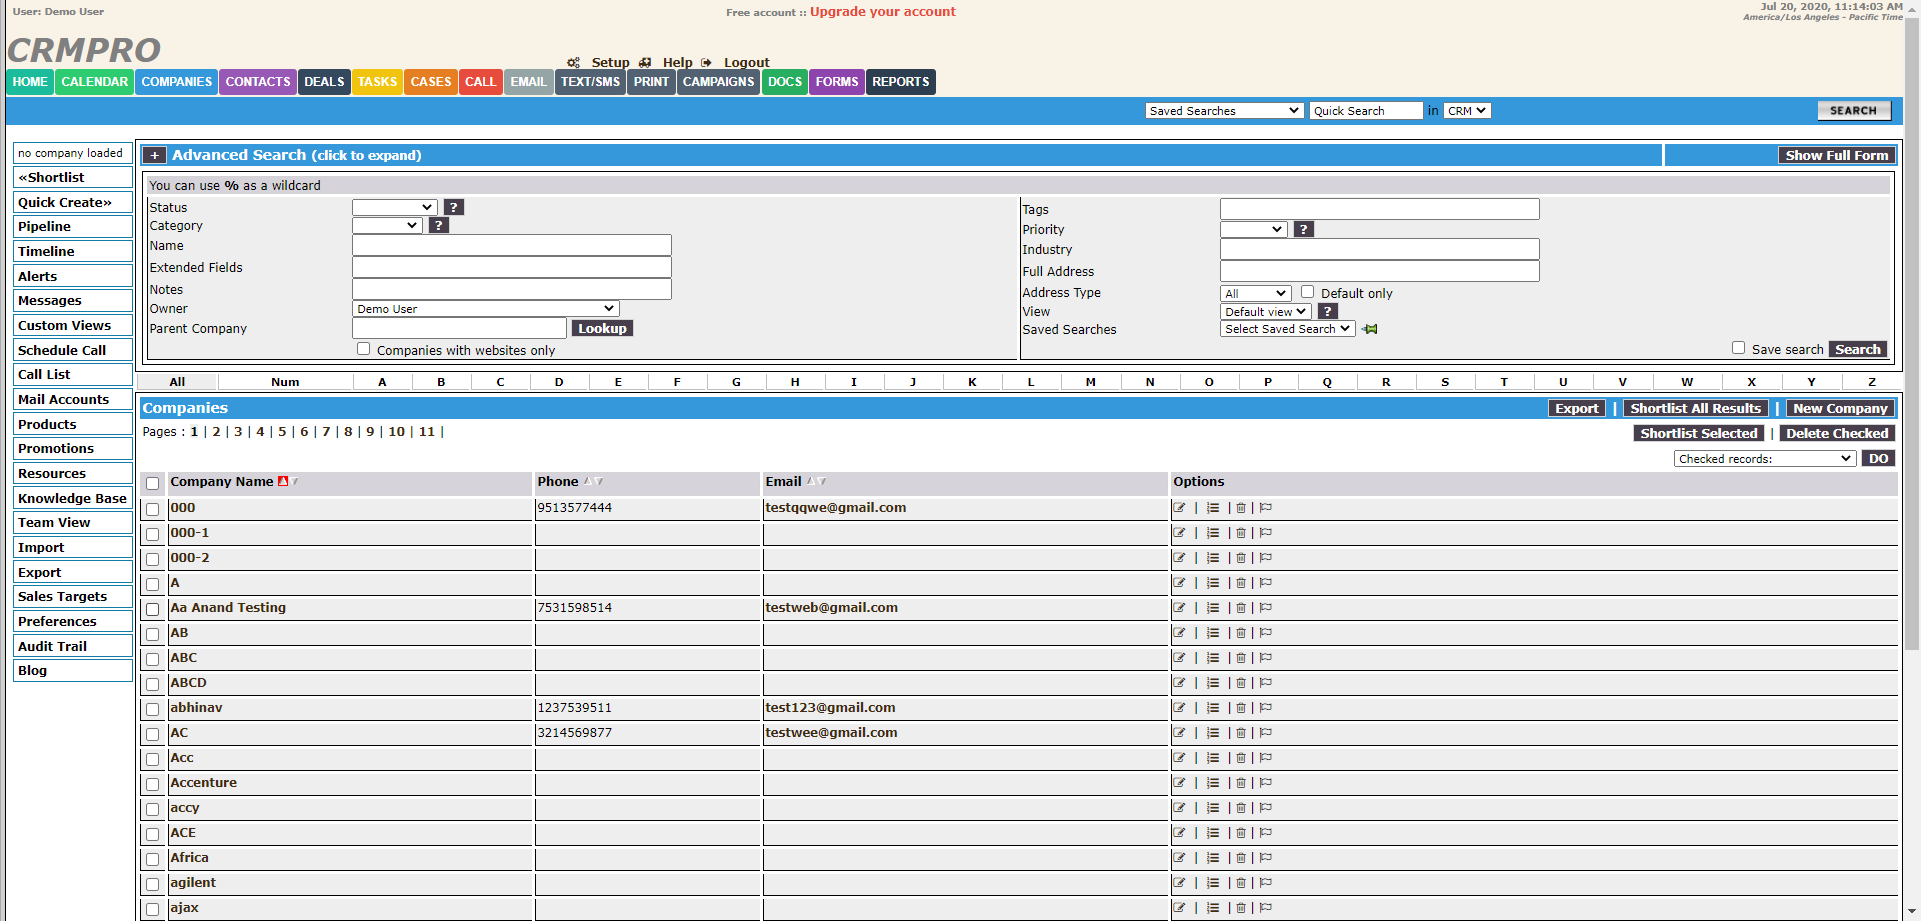 User: Demo User
Free account :: Upgrade your account
Jul 20, 2020, 11:14:03 AM
America/Los Angeles - Pacific Time
CRMPRO
Setup Help Logout
HOME CALENDAR COMPANIES CONTACTS DEALS TASKS CASES CALL EMAIL TEXT/SMS PRINT CAMPAIGNS DOCS FORMS REPORTS
Saved Searches Quick Search in CRM SEARCH
no company loaded
«Shortlist
Quick Create»
Pipeline
Timeline
Alerts
Messages
Custom Views
Schedule Call
Call List
Mail Accounts
Products
Promotions
Resources
Knowledge Base
Team View
Import
Export
Sales Targets
Preferences
Audit Trail
Blog
+ Advanced Search (click to expand) Show Full Form
You can use % as a wildcard
Status ?
Category ?
Name
Extended Fields
Notes
Owner Demo User
Parent Company Lookup
Companies with websites only
Tags
Priority ?
Industry
Full Address
Address Type All Default only
View Default view ?
Saved Searches Select Saved Search
Save search Search
All Num A B C D E F G H I J K L M N O P Q R S T U V W X Y Z
Companies Export | Shortlist All Results | New Company
Pages : 1 | 2 | 3 | 4 | 5 | 6 | 7 | 8 | 9 | 10 | 11 |
Shortlist Selected | Delete Checked
Checked records: DO
Company Name Phone Email Options
000 9513577444 testqqwe@gmail.com | | |
000-1 | | |
000-2 | | |
A | | |
Aa Anand Testing 7531598514 testweb@gmail.com | | |
AB | | |
ABC | | |
ABCD | | |
abhinav 1237539511 test123@gmail.com | | |
AC 3214569877 testwee@gmail.com | | |
Acc | | |
Accenture | | |
accy | | |
ACE | | |
Africa | | |
agilent | | |
ajax | | |